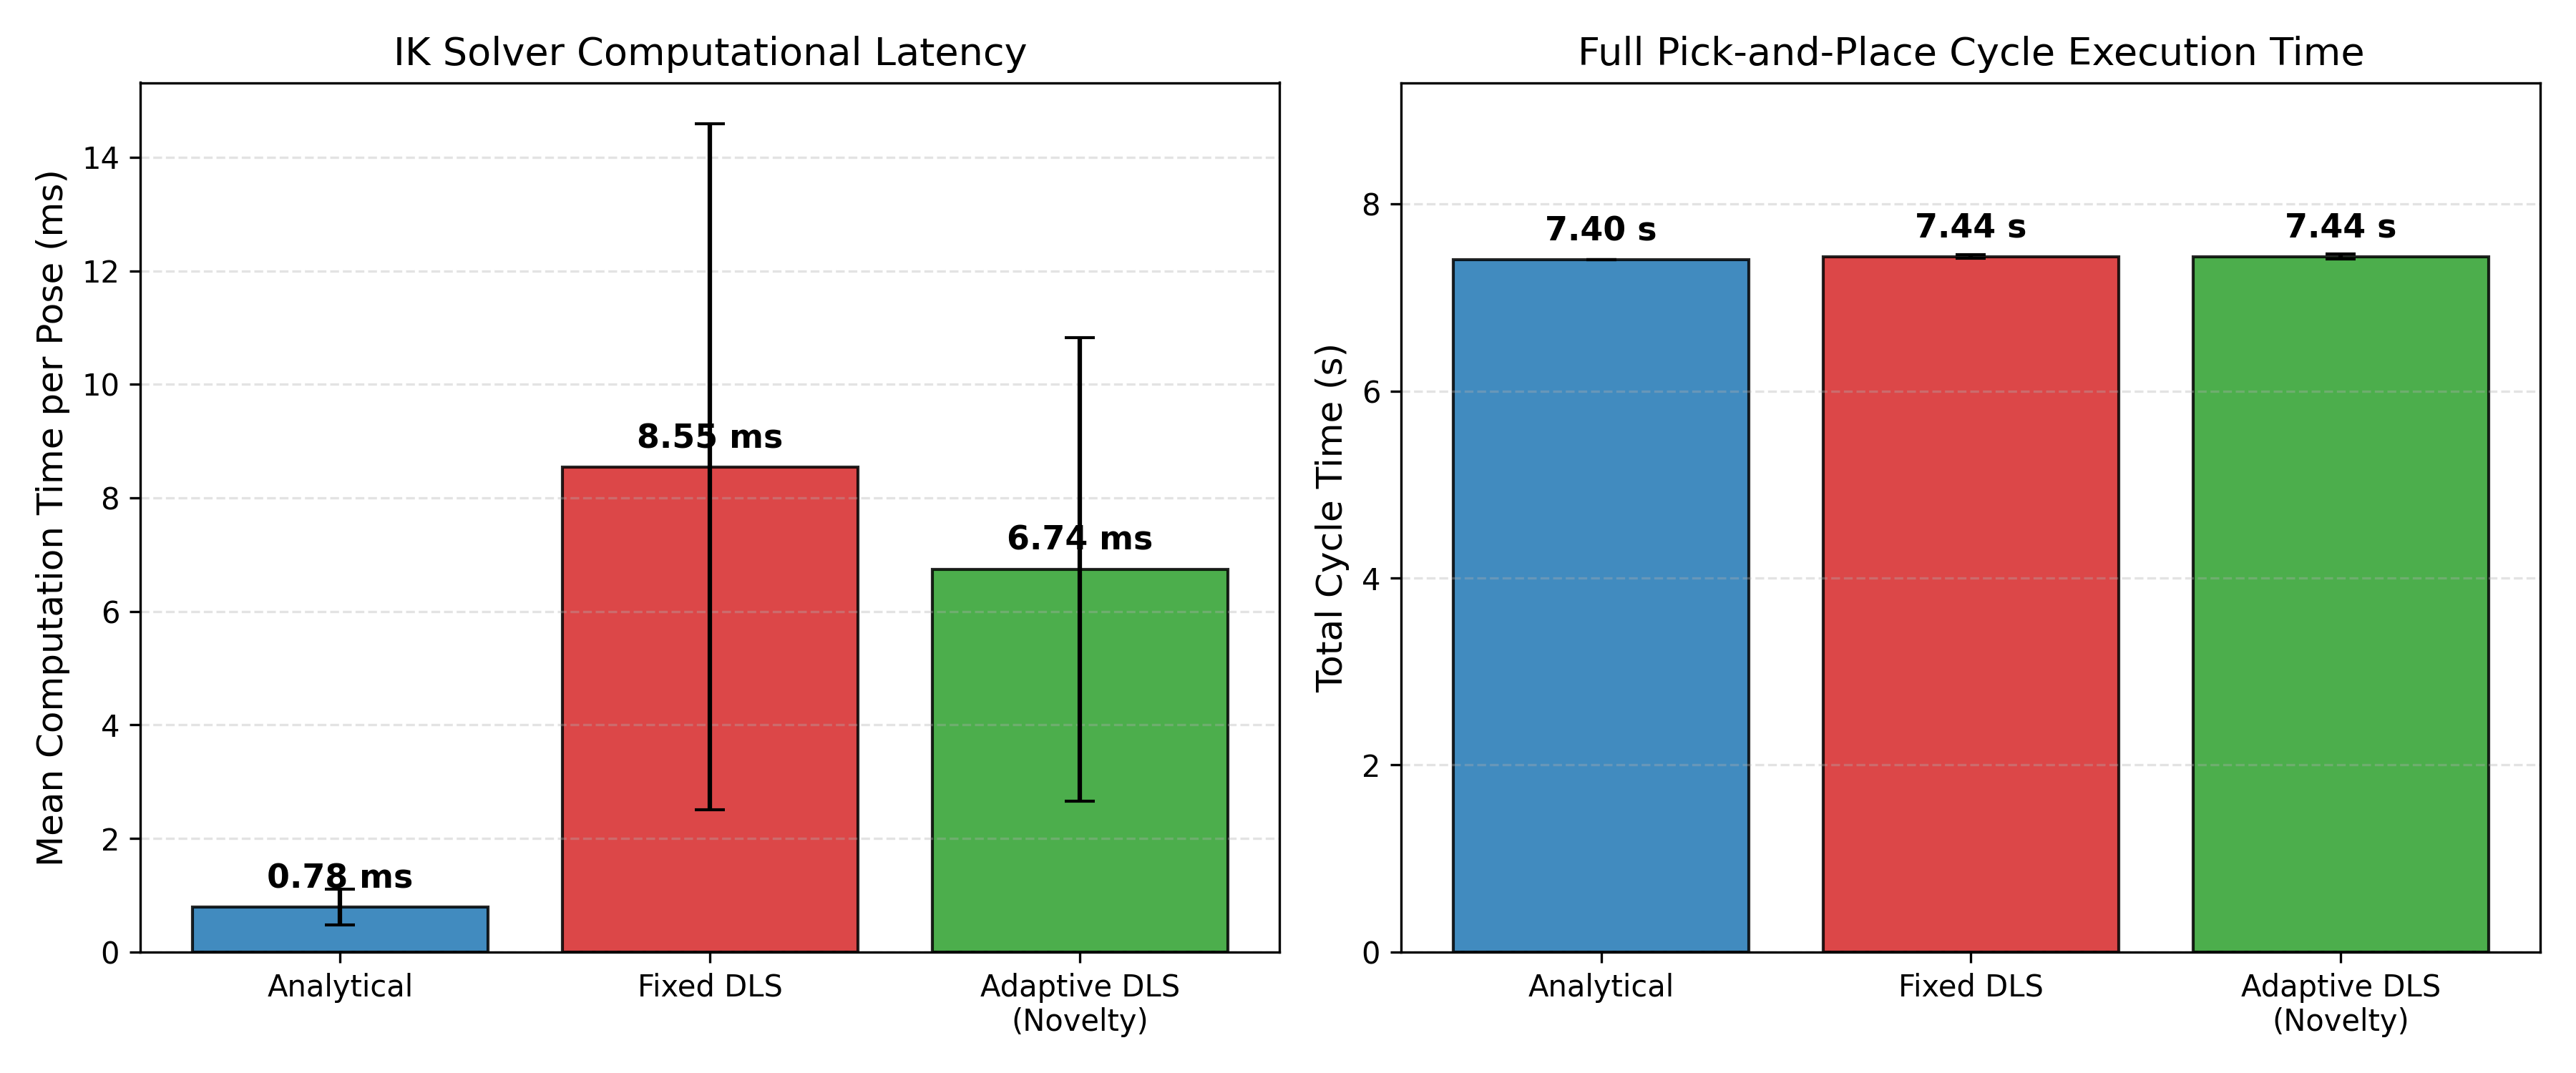 IK Solver Computational Latency
Mean Computation Time per Pose (ms)
14
12
10
8
6
4
2
0
0.78 ms
8.55 ms
6.74 ms
Analytical
Fixed DLS
Adaptive DLS
(Novelty)
Full Pick-and-Place Cycle Execution Time
Total Cycle Time (s)
8
6
4
2
0
7.40 s
7.44 s
7.44 s
Analytical
Fixed DLS
Adaptive DLS
(Novelty)